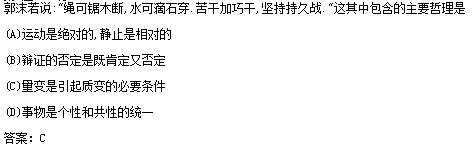 郭沫若说:“绳可锯木断,水可滴石穿.苦干加巧干,坚持持久战.“这其中包含的主要哲理是
(A)运动是绝对的,静止是相对的
(B)辩证的否定是既肯定又否定
(C)量变是引起质变的必要条件
(D)事物是个性和共性的统一
答案: C